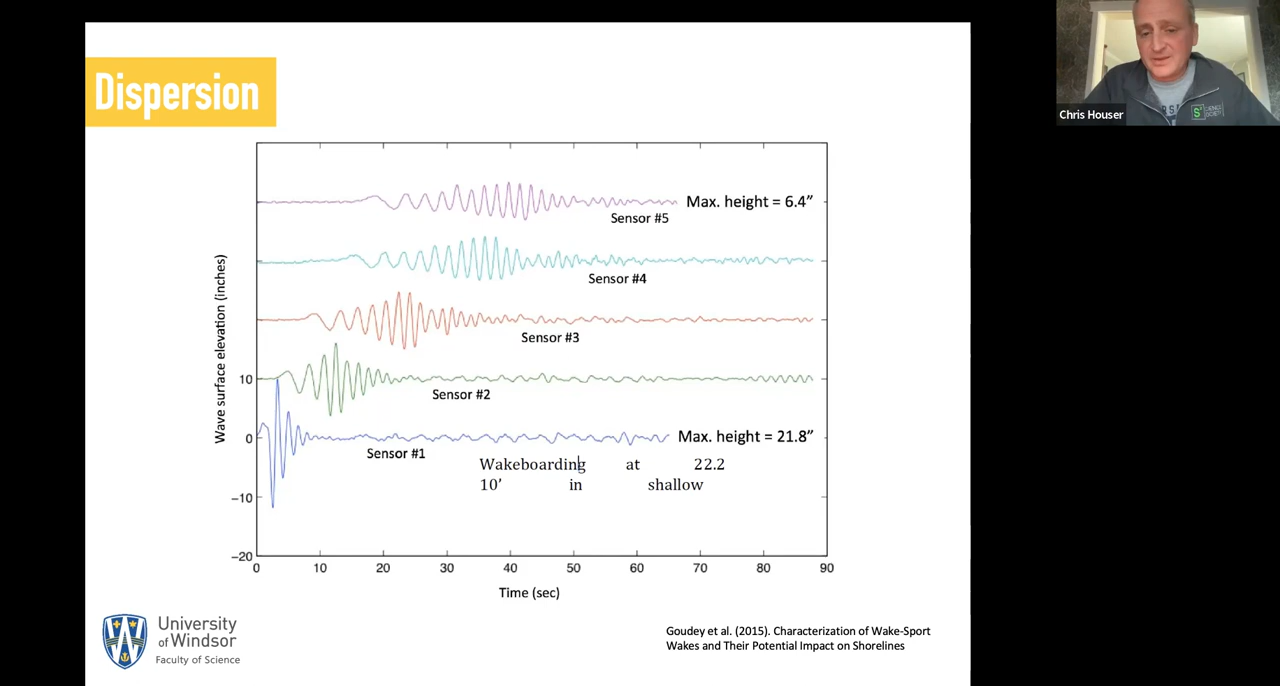 Dispersion
Chris Houser
Wave surface elevation (inches)
Max. height = 6.4”
Sensor #5
Sensor #4
Sensor #3
10
Sensor #2
0
Max. height = 21.8”
Sensor #1
Wakeboarding at 22.2
10’ in shallow
−10
−20
0 10 20 30 40 50 60 70 80 90
Time (sec)
University
of Windsor
Faculty of Science
Goudey et al. (2015). Characterization of Wake-Sport
Wakes and Their Potential Impact on Shorelines